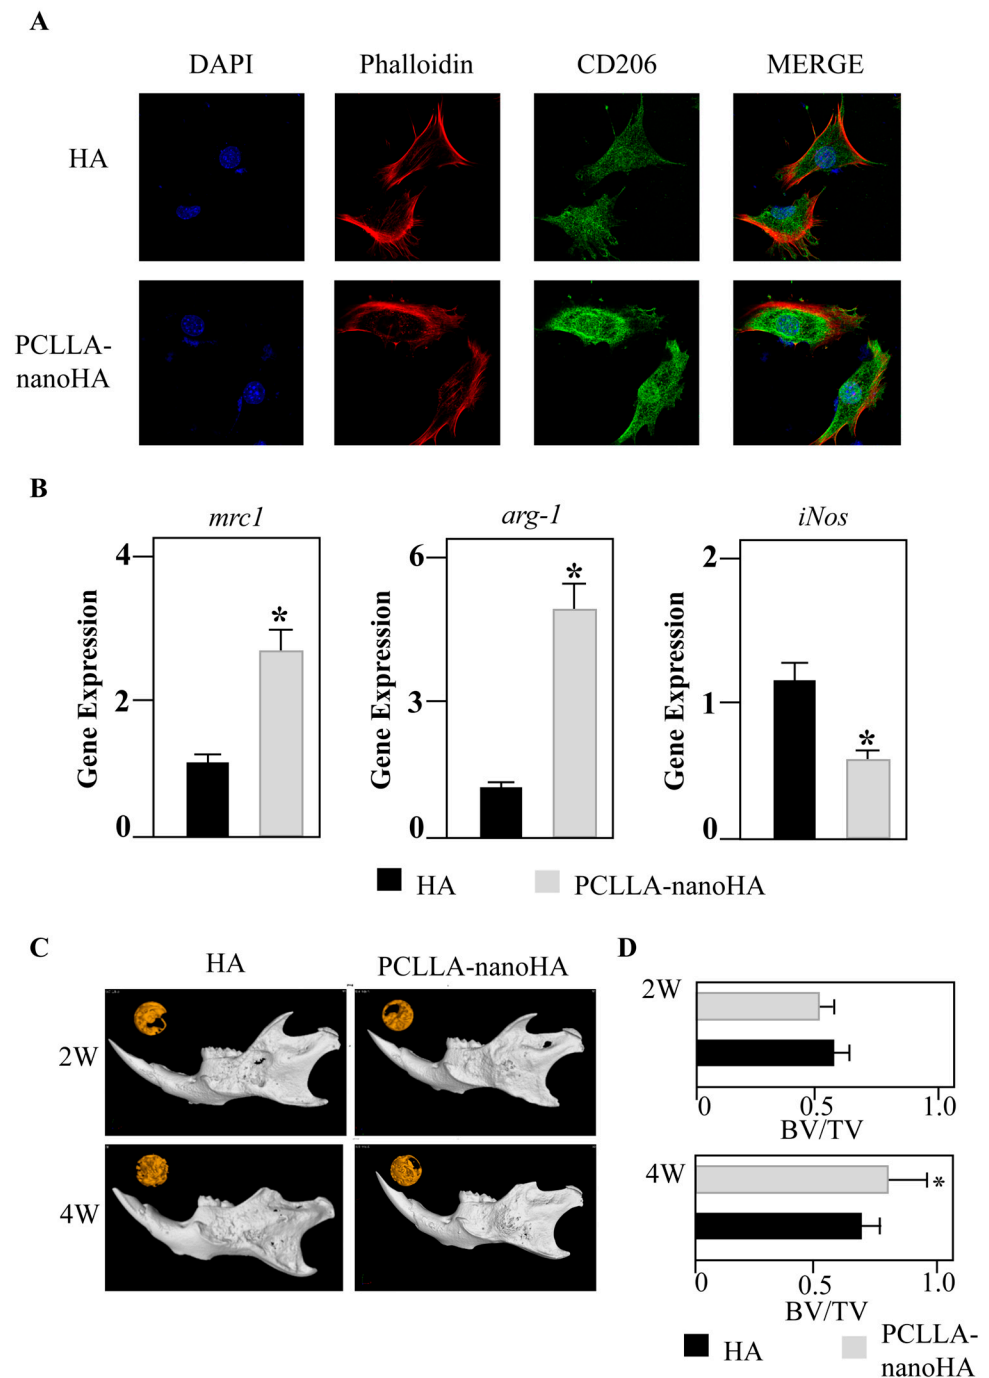 A
DAPI
Phalloidin
CD206
MERGE
HA
PCLLA-
nanoHA
B
mrc1
arg-1
iNos
Gene Expression
4
2
0
*
Gene Expression
6
3
0
*
Gene Expression
2
1
0
*
HA
PCLLA-nanoHA
C
HA
PCLLA-nanoHA
2W
4W
D
2W
0
0.5
1.0
BV/TV
4W
*
0
0.5
1.0
BV/TV
HA
PCLLA-
nanoHA